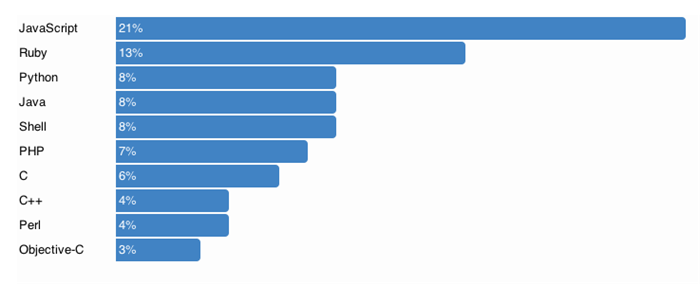 JavaScript 21%
Ruby 13%
Python 8%
Java 8%
Shell 8%
PHP 7%
C 6%
C++ 4%
Perl 4%
Objective-C 3%